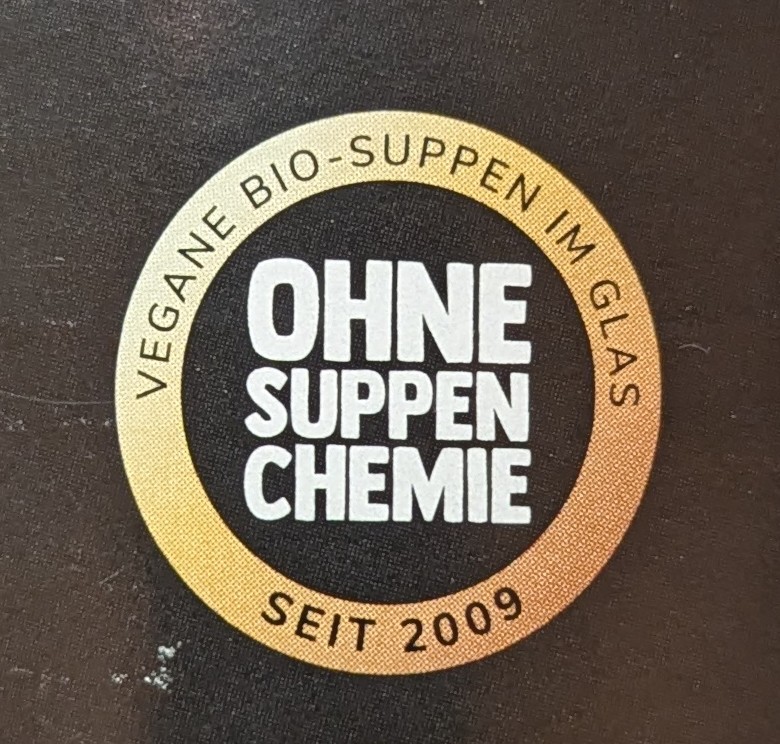 VEGANE BIO-SUPPEN IM GLAS
OHNE
SUPPEN
CHEMIE
SEIT 2009